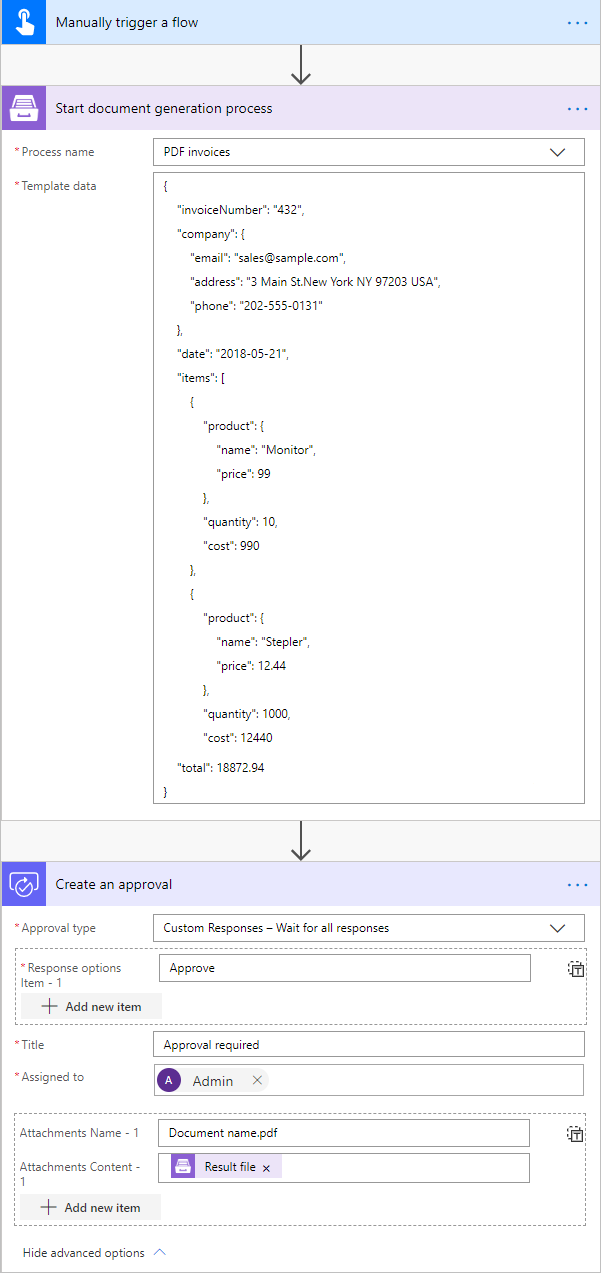 Manually trigger a flow
Start document generation process
*Process name
PDF invoices
*Template data
{
"invoiceNumber": "432",
"company": {
"email": "sales@sample.com",
"address": "3 Main St.New York NY 97203 USA",
"phone": "202-555-0131"
},
"date": "2018-05-21",
"items": [
{
"product": {
"name": "Monitor",
"price": 99
},
"quantity": 10,
"cost": 990
},
{
"product": {
"name": "Stepler",
"price": 12.44
},
"quantity": 1000,
"cost": 12440
"total": 18872.94
}
Create an approval
*Approval type
Custom Responses – Wait for all responses
*Response options
Item - 1
Approve
Add new item
*Title
Approval required
*Assigned to
A Admin
Attachments Name - 1
Document name.pdf
Attachments Content -
1
Result file
Add new item
Hide advanced options